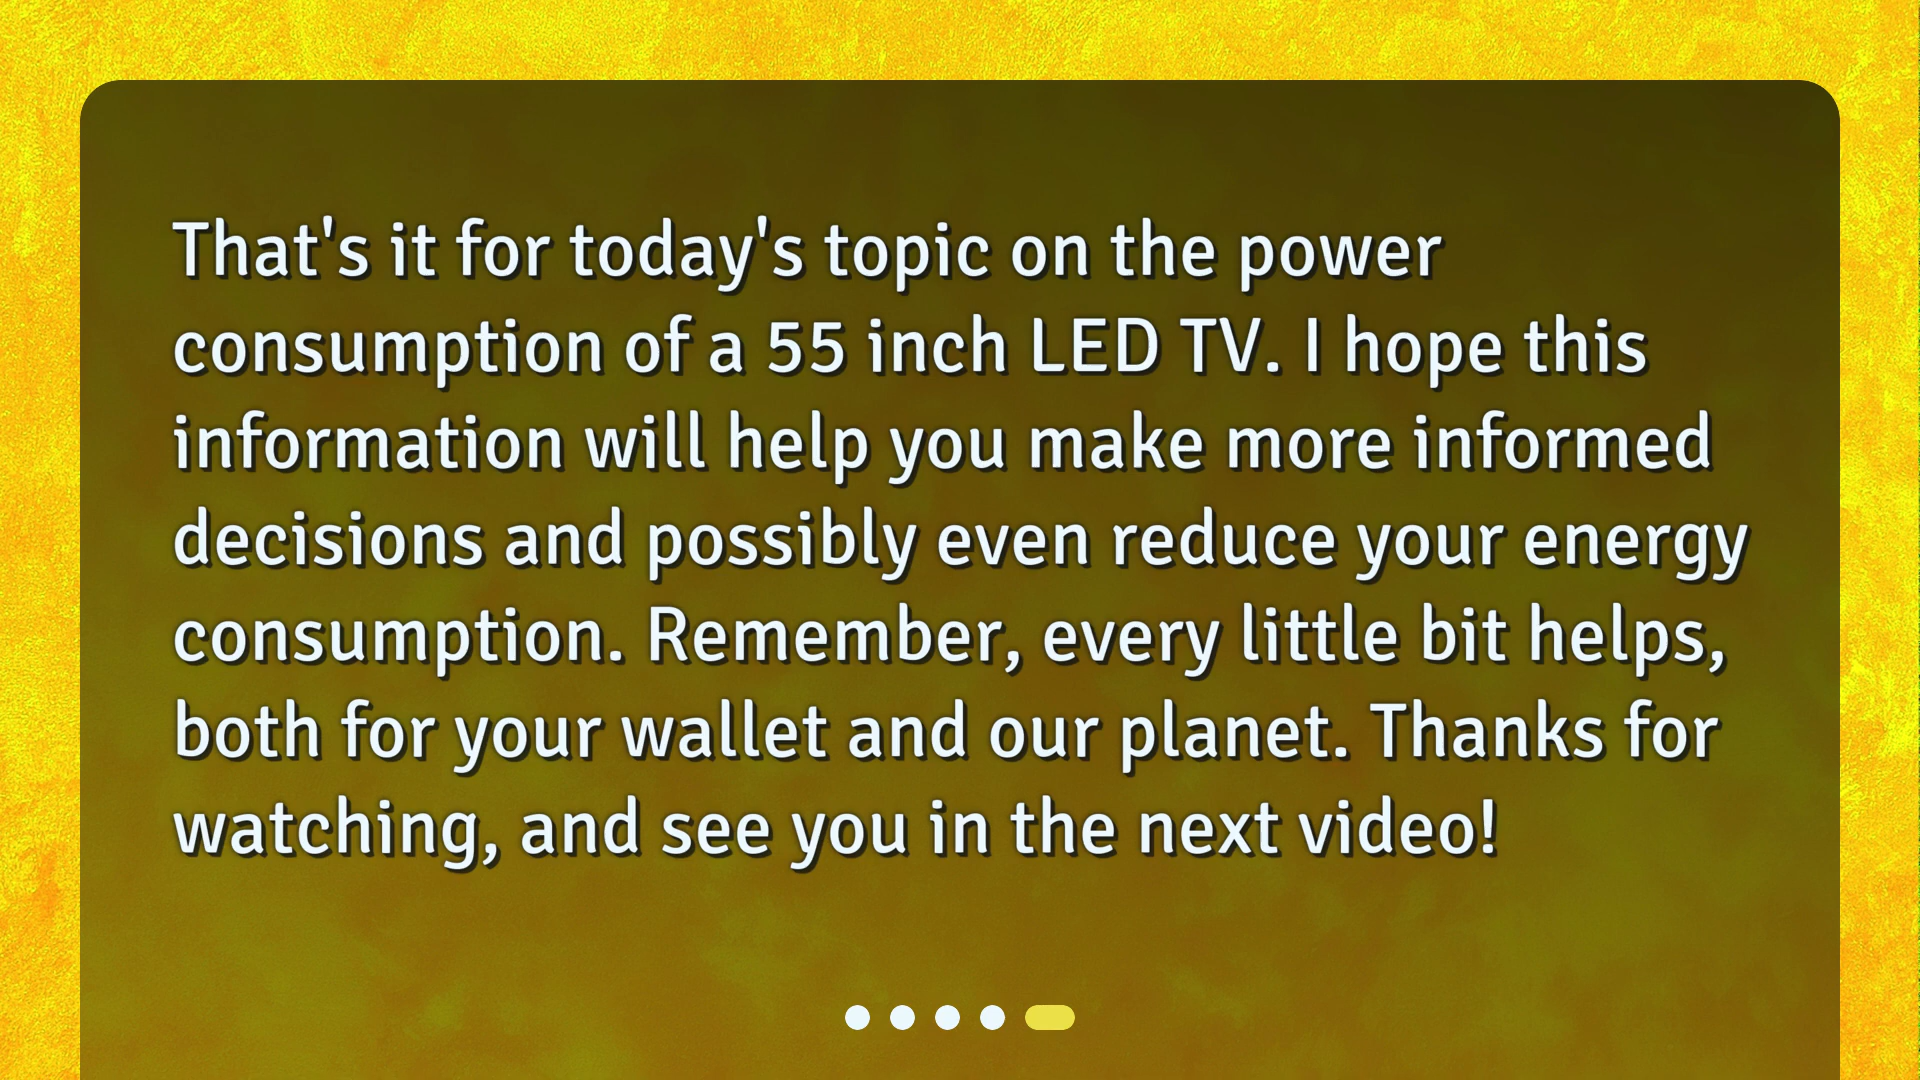 That's it for today's topic on the power
consumption of a 55 inch LED TV. I hope this
information will help you make more informed
decisions and possibly even reduce your energy
consumption. Remember, every little bit helps,
both for your wallet and our planet. Thanks for
watching, and see you in the next video!